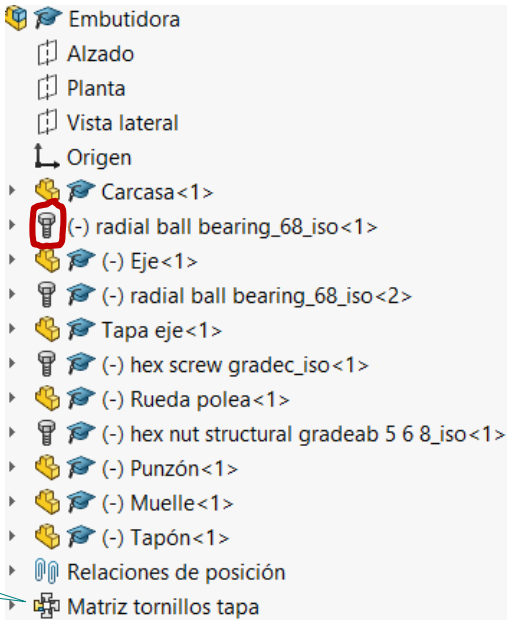 Embutidora
Alzado
Planta
Vista lateral
Origen
Carcasa<1>
(-) radial ball bearing_68_iso<1>
(-) Eje<1>
(-) radial ball bearing_68_iso<2>
Tapa eje<1>
(-) hex screw gradec_iso<1>
(-) Rueda polea<1>
(-) hex nut structural gradeab 5 6 8_iso<1>
(-) Punzón<1>
(-) Muelle<1>
(-) Tapón<1>
Relaciones de posición
Matriz tornillos tapa